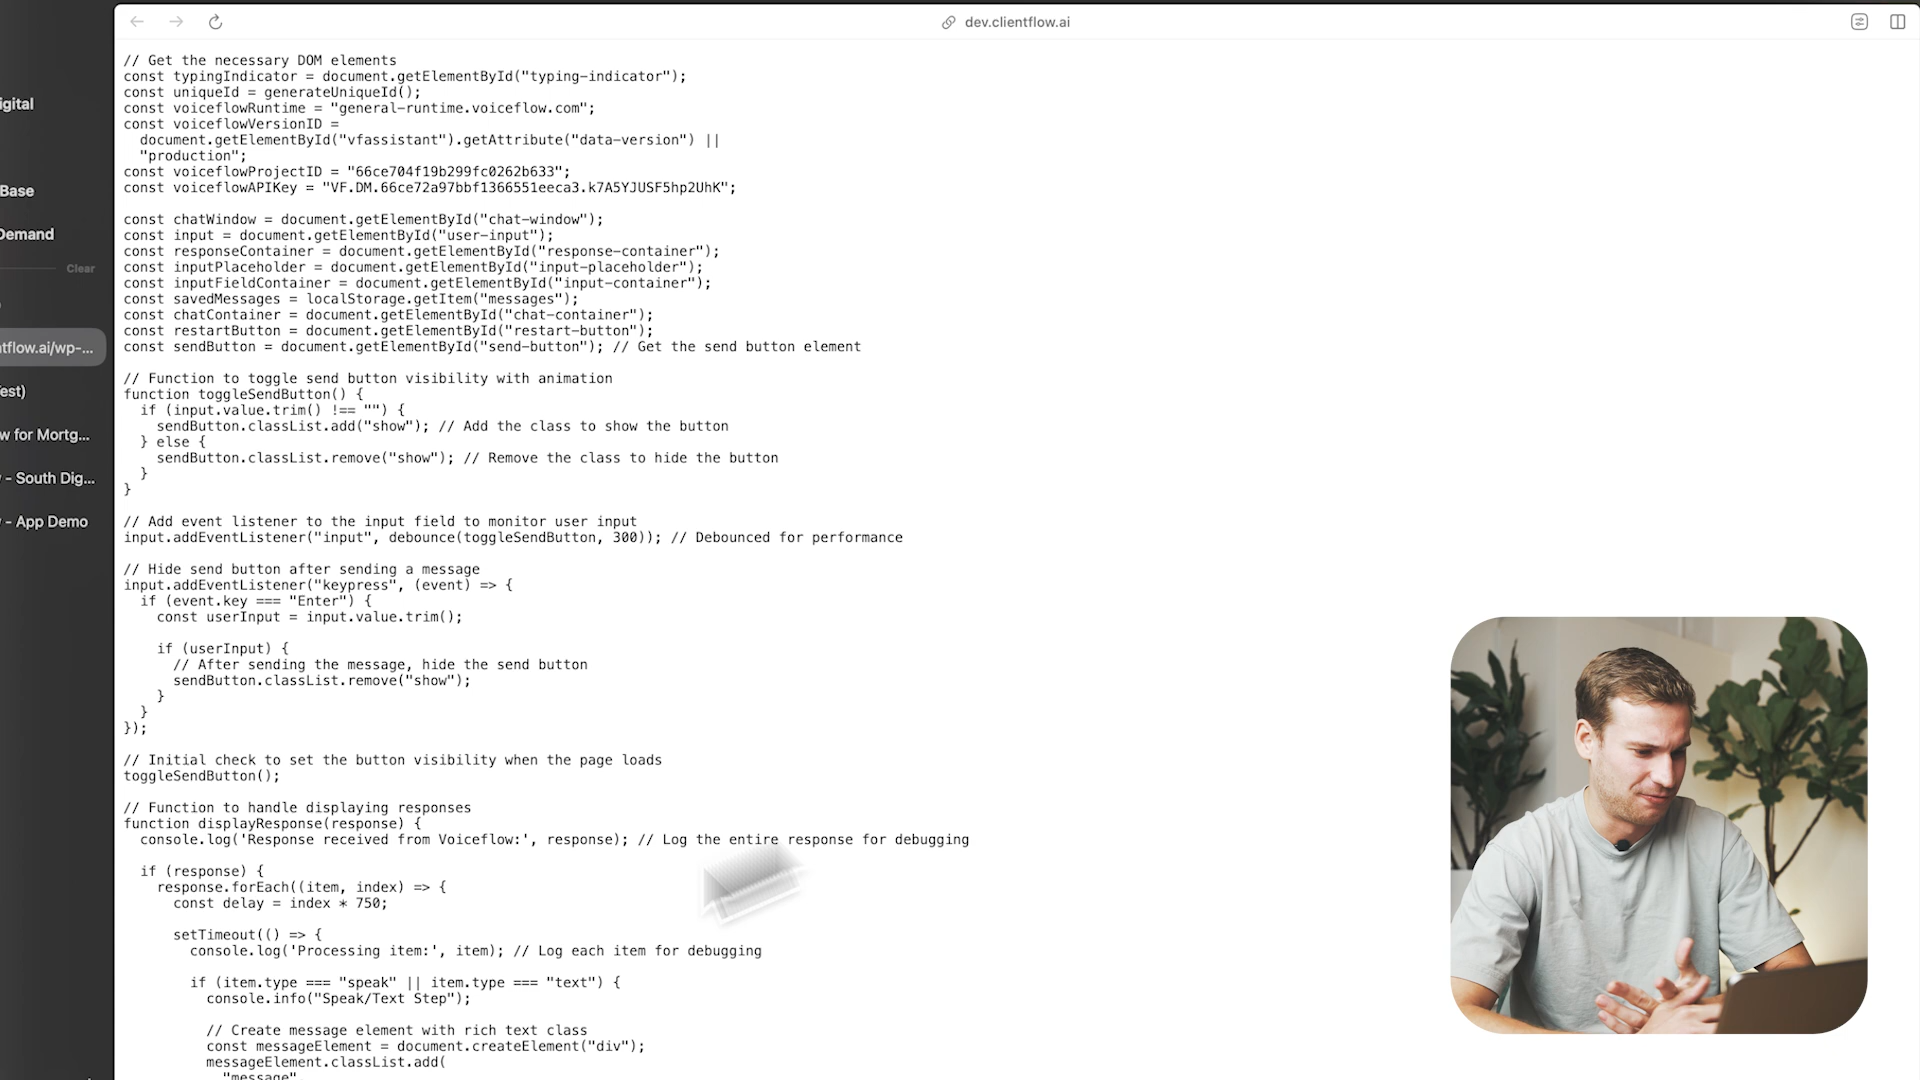 dev.clientflow.ai
igital
Base
Demand
Clear
tflow.ai/wp-...
est)
w for Mortg...
- South Dig...
- App Demo
// Get the necessary DOM elements
const typingIndicator = document.getElementById("typing-indicator");
const uniqueId = generateUniqueId();
const voiceflowRuntime = "general-runtime.voiceflow.com";
const voiceflowVersionID =
  document.getElementById("vfassistant").getAttribute("data-version") ||
  "production";
const voiceflowProjectID = "66ce704f19b299fc0262b633";
const voiceflowAPIKey = "VF.DM.66ce72a97bbf1366551eeca3.k7A5YJUSF5hp2UhK";

const chatWindow = document.getElementById("chat-window");
const input = document.getElementById("user-input");
const responseContainer = document.getElementById("response-container");
const inputPlaceholder = document.getElementById("input-placeholder");
const inputFieldContainer = document.getElementById("input-container");
const savedMessages = localStorage.getItem("messages");
const chatContainer = document.getElementById("chat-container");
const restartButton = document.getElementById("restart-button");
const sendButton = document.getElementById("send-button"); // Get the send button element

// Function to toggle send button visibility with animation
function toggleSendButton() {
  if (input.value.trim() !== "") {
    sendButton.classList.add("show"); // Add the class to show the button
  } else {
    sendButton.classList.remove("show"); // Remove the class to hide the button
  }
}

// Add event listener to the input field to monitor user input
input.addEventListener("input", debounce(toggleSendButton, 300)); // Debounced for performance

// Hide send button after sending a message
input.addEventListener("keypress", (event) => {
  if (event.key === "Enter") {
    const userInput = input.value.trim();

    if (userInput) {
      // After sending the message, hide the send button
      sendButton.classList.remove("show");
    }
  }
});

// Initial check to set the button visibility when the page loads
toggleSendButton();

// Function to handle displaying responses
function displayResponse(response) {
  console.log('Response received from Voiceflow:', response); // Log the entire response for debugging

  if (response) {
    response.forEach((item, index) => {
      const delay = index * 750;

      setTimeout(() => {
        console.log('Processing item:', item); // Log each item for debugging

        if (item.type === "speak" || item.type === "text") {
          console.info("Speak/Text Step");

          // Create message element with rich text class
          const messageElement = document.createElement("div");
          messageElement.classList.add(
            "message",